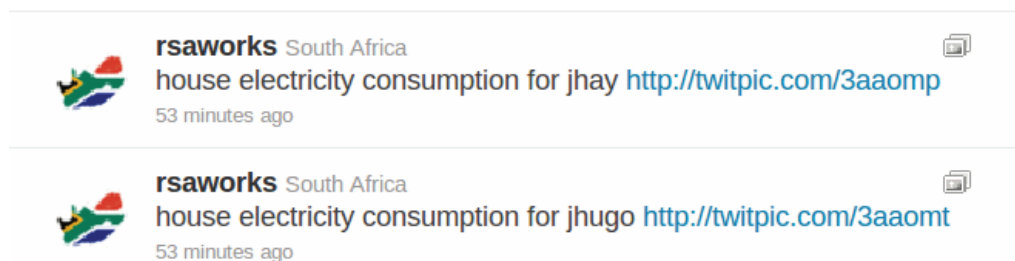 rsaworks South Africa
house electricity consumption for jhay http://twitpic.com/3aaomp
53 minutes ago
rsaworks South Africa
house electricity consumption for jhugo http://twitpic.com/3aaomt
53 minutes ago